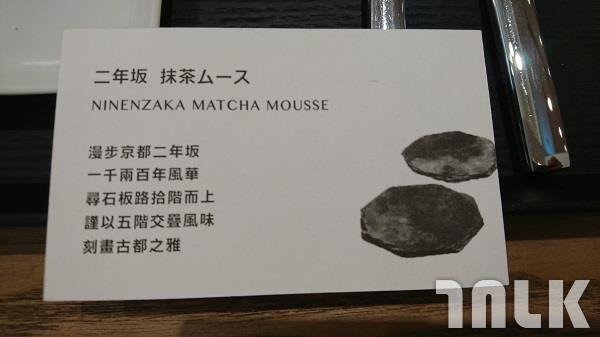 二年坂 抹茶ムース
NINENZAKA MATCHA MOUSSE
漫步京都二年坂
一千兩百年風華
尋石板路拾階而上
謹以五階交疊風味
刻畫古都之雅